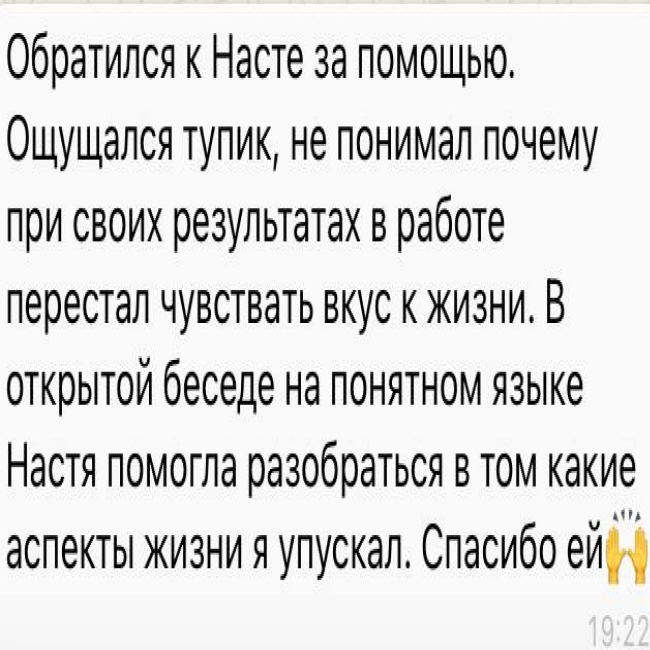 Обратился к Насте за помощью.
Ощущался тупик, не понимал почему
при своих результатах в работе
перестал чувствать вкус к жизни. В
открытой беседе на понятном языке
Настя помогла разобраться в том какие
аспекты жизни я упускал. Спасибо ей🙌
19:22